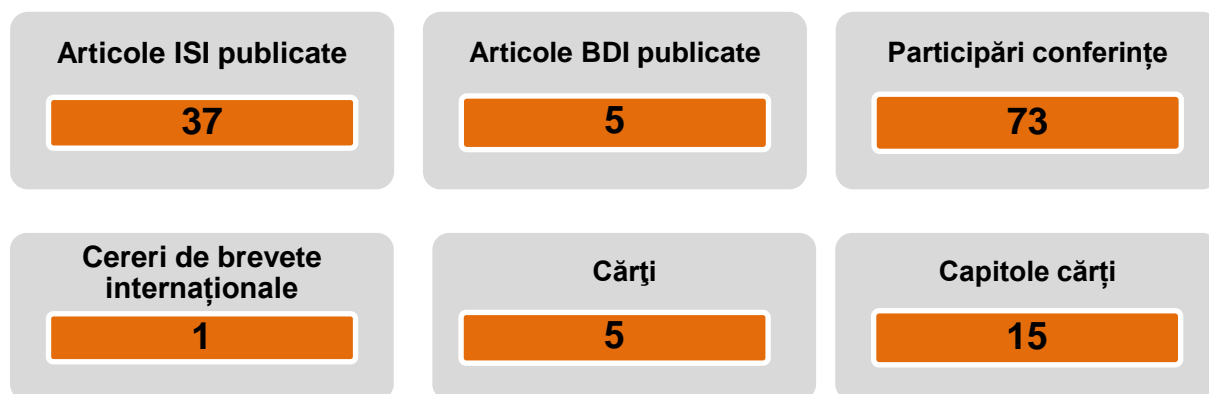 Articole ISI publicate
37
Articole BDI publicate
5
Participări conferințe
73
Cereri de brevete
internaționale
1
Cărţi
5
Capitole cărți
15